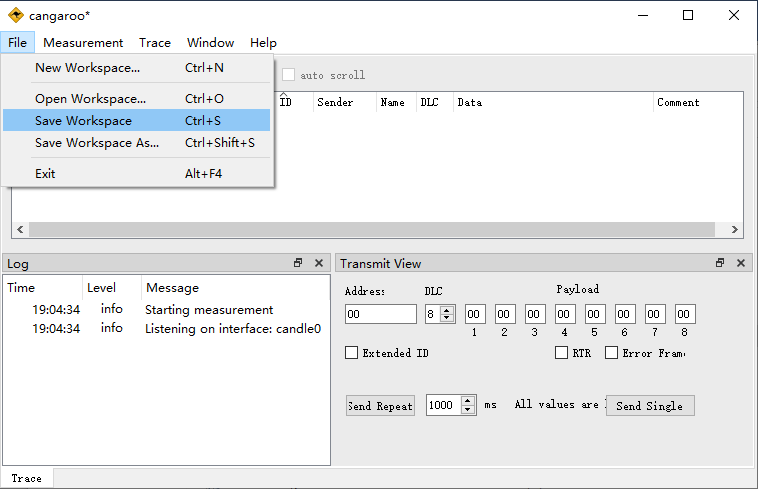 cangaroo*
File Measurement Trace Window Help
New Workspace... Ctrl+N
Open Workspace... Ctrl+O
Save Workspace Ctrl+S
Save Workspace As... Ctrl+Shift+S
Exit Alt+F4
auto scroll
ID Sender Name DLC Data Comment
Log
Time Level Message
19:04:34 info Starting measurement
19:04:34 info Listening on interface: candle0
Transmit View
Address DLC Payload
00 8 00 00 00 00 00 00 00 00
1 2 3 4 5 6 7 8
Extended ID RTR Error Fram
Send Repeat 1000 ms All values are Send Single
Trace